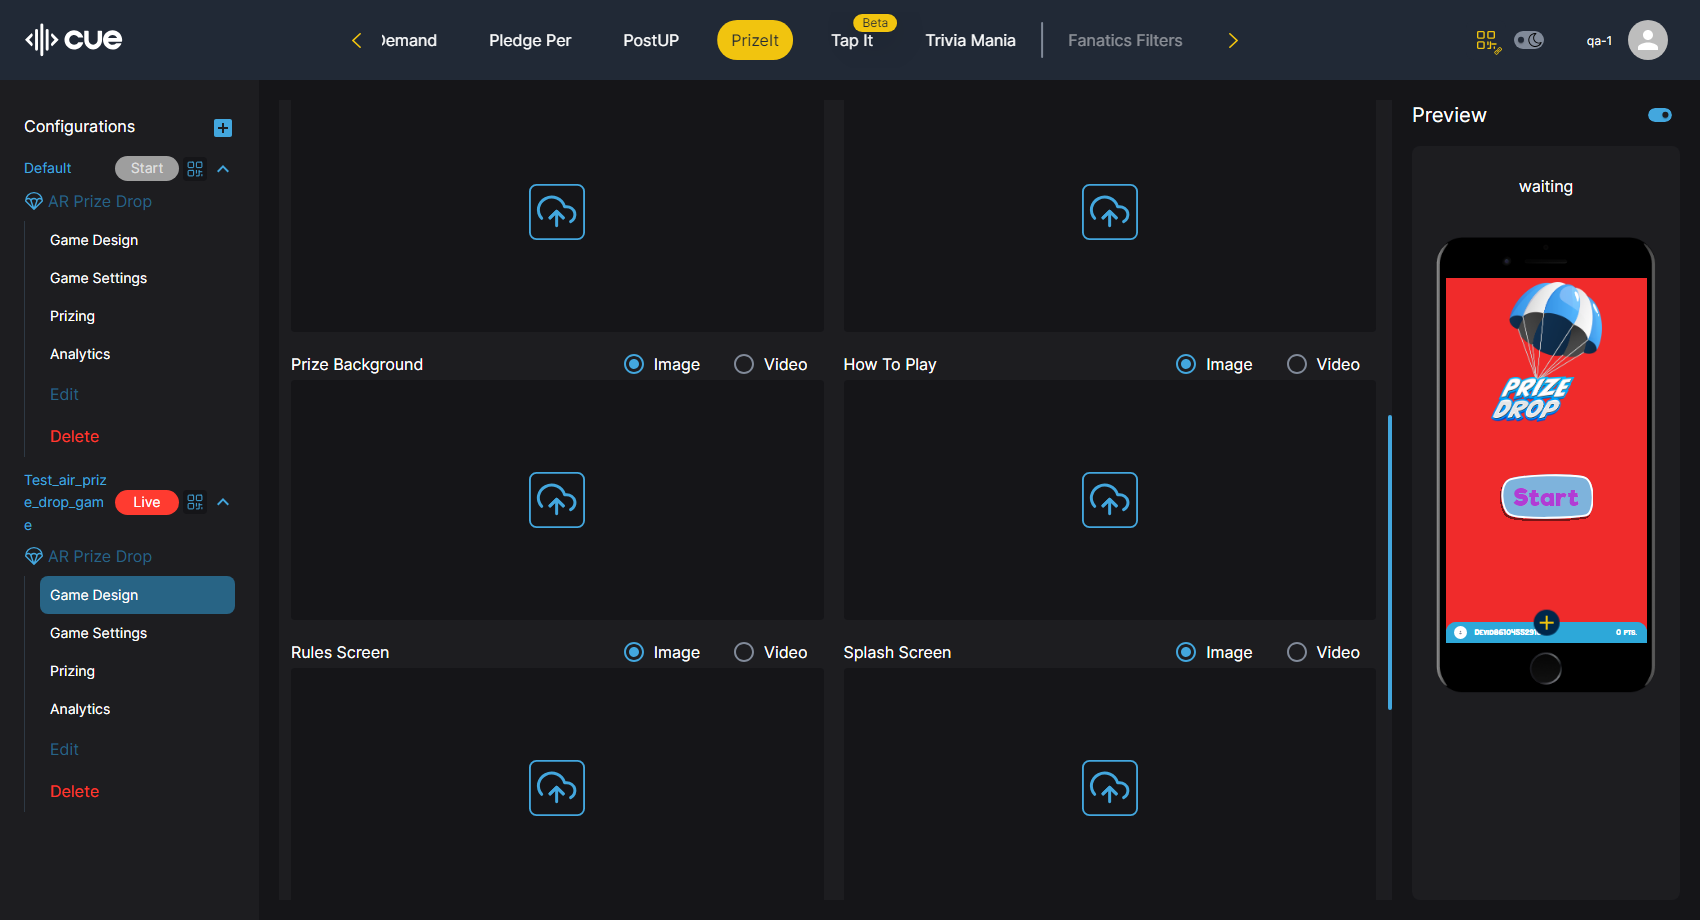 cue
Demand
Pledge Per
PostUP
PrizeIt
Beta
Tap It
Trivia Mania
Fanatics Filters
qa-1
Configurations
Default
Start
AR Prize Drop
Game Design
Game Settings
Prizing
Analytics
Edit
Delete
Test_air_priz
e_drop_gam
e
Live
AR Prize Drop
Game Design
Game Settings
Prizing
Analytics
Edit
Delete
Prize Background
Image
Video
How To Play
Image
Video
Rules Screen
Image
Video
Splash Screen
Image
Video
Preview
waiting
PRIZE
DROP
Start
0 PTS.